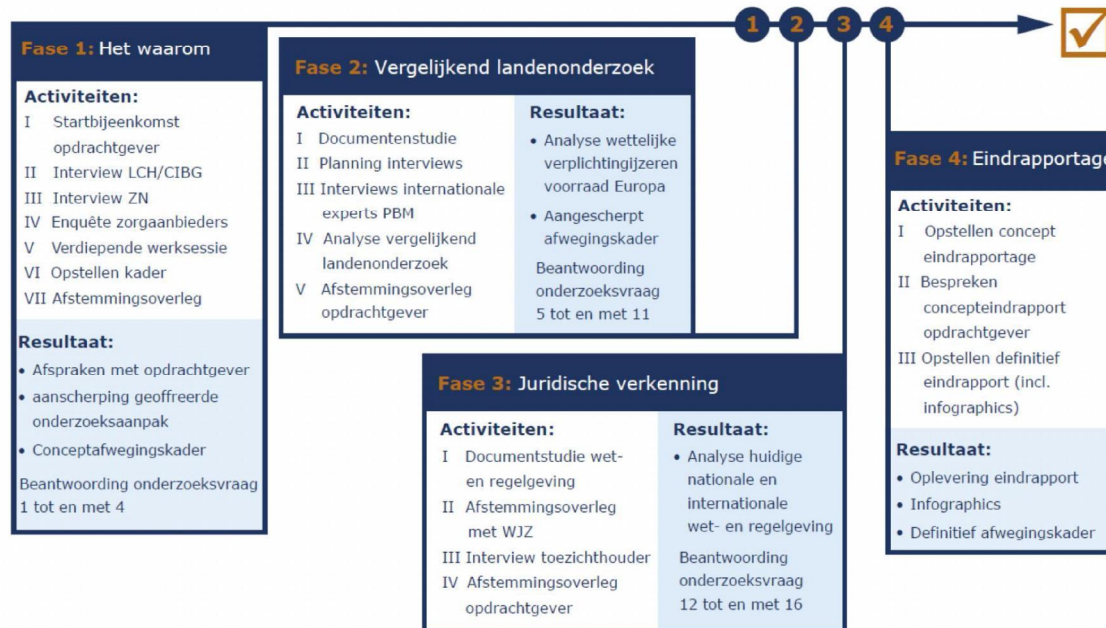 1 2 3 4
Fase 1: Het waarom
Activiteiten:
I Startbijeenkomst
opdrachtgever
II Interview LCH/CIBG
III Interview ZN
IV Enquête zorgaanbieders
V Verdiepende werksessie
VI Opstellen kader
VII Afstemmingsoverleg
Resultaat:
• Afspraken met opdrachtgever
• aanscherping geoffreerde
onderzoeksaanpak
• Conceptafwegingskader
Beantwoording onderzoeksvraag
1 tot en met 4
Fase 2: Vergelijkend landenonderzoek
Activiteiten:
I Documentenstudie
II Planning interviews
III Interviews internationale
experts PBM
IV Analyse vergelijkend
landenonderzoek
V Afstemmingsoverleg
opdrachtgever
Resultaat:
• Analyse wettelijke
verplichtingijzeren
voorraad Europa
• Aangescherpt
afwegingskader
Beantwoording
onderzoeksvraag
5 tot en met 11
Fase 3: Juridische verkenning
Activiteiten:
I Documentstudie wet-
en regelgeving
II Afstemmingsoverleg
met WJZ
III Interview toezichthouder
IV Afstemmingsoverleg
opdrachtgever
Resultaat:
• Analyse huidige
nationale en
internationale
wet- en regelgeving
Beantwoording
onderzoeksvraag
12 tot en met 16
Fase 4: Eindrapportage
Activiteiten:
I Opstellen concept
eindrapportage
II Bespreken
concepteindrapport
opdrachtgever
III Opstellen definitief
eindrapport (incl.
infographics)
Resultaat:
• Oplevering eindrapport
• Infographics
• Definitief afwegingskader